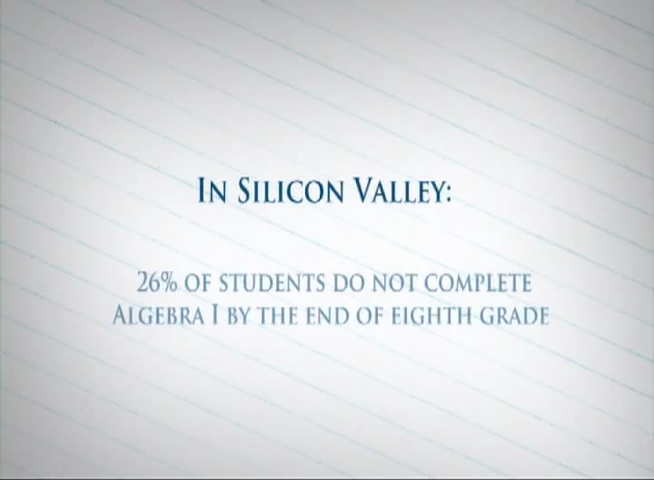 In Silicon Valley:
26% of students do not complete
Algebra I by the end of eighth grade